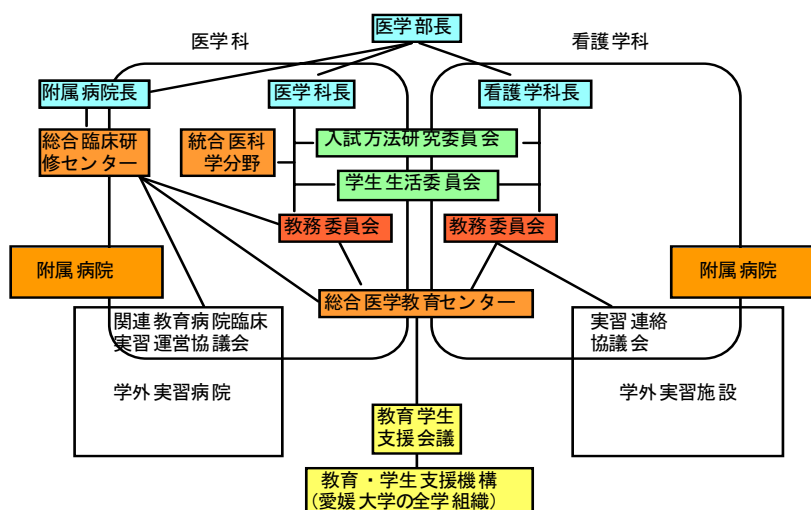 医学部長
医学科
看護学科
附属病院長
医学科長
看護学科長
総合臨床研
修センター
統合医科
学分野
入試方法研究委員会
学生生活委員会
教務委員会
教務委員会
附属病院
附属病院
総合医学教育センター
関連教育病院臨床
実習運営協議会
学外実習病院
実習連絡
協議会
学外実習施設
教育学生
支援会議
教育・学生支援機構
(愛媛大学の全学組織)